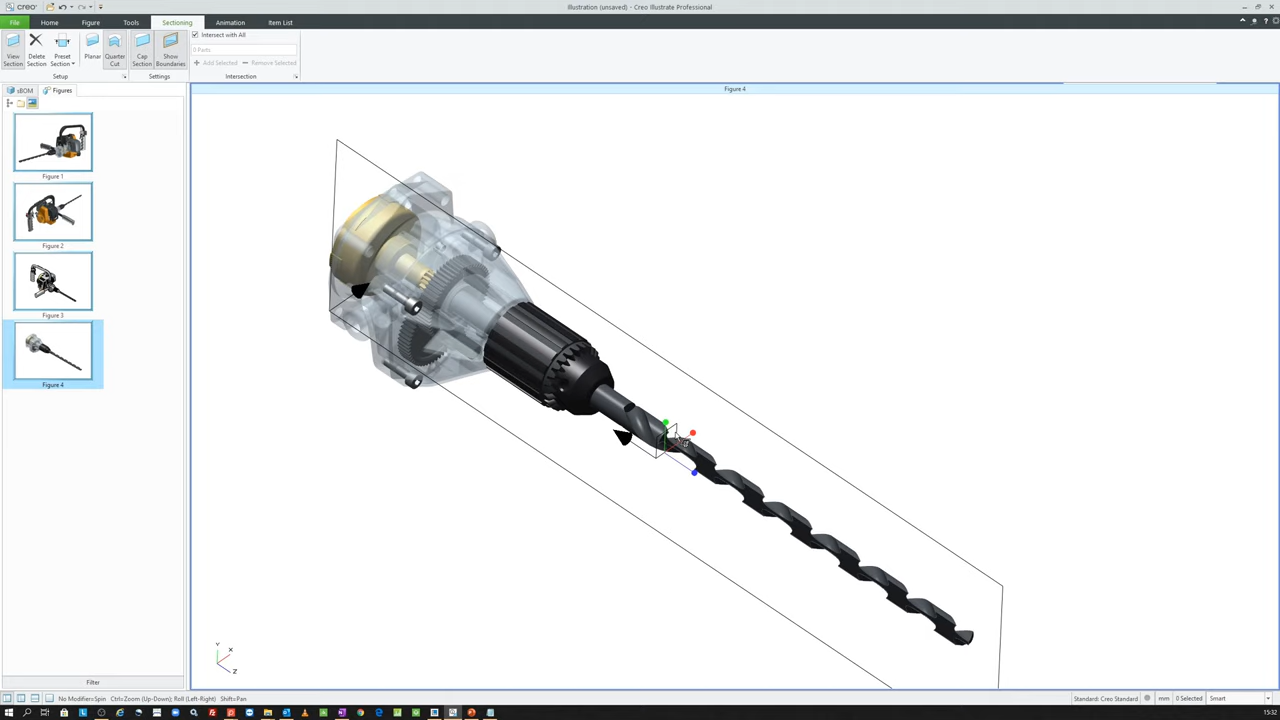 creo
Illustration (unsaved) - Creo Illustrate Professional
File Home Figure Tools Sectioning Animation Item List
View Section
Delete Section
Preset Section
Planar
Quarter Cut
Cap Section
Show Boundaries
Intersect with All
0 Parts
Add Selected Remove Selected
Setup Settings Intersection
sBOM Figures
Figure 4
Figure 1
Figure 2
Figure 3
Figure 4
Y
X
Z
Filter
No Modifier=Spin Ctrl=Zoom (Up-Down); Roll (Left-Right) Shift=Pan
Standard: Creo Standard mm 0 Selected Smart
15:32